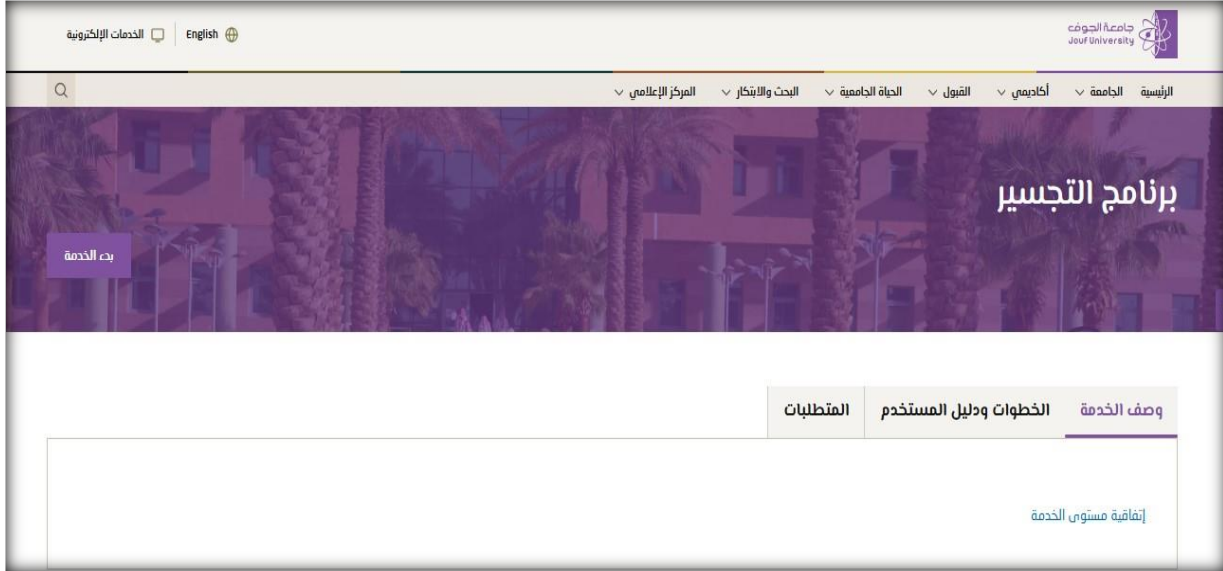 جامعة الجوف
Jouf University
English
الخدمات الإلكترونية
الرئيسية الجامعة أكاديمي القبول الحياة الجامعية البحث والابتكار المركز الإعلامي
برنامج التجسير
بدء الخدمة
وصف الخدمة الخطوات ودليل المستخدم المتطلبات
إتفاقية مستوى الخدمة